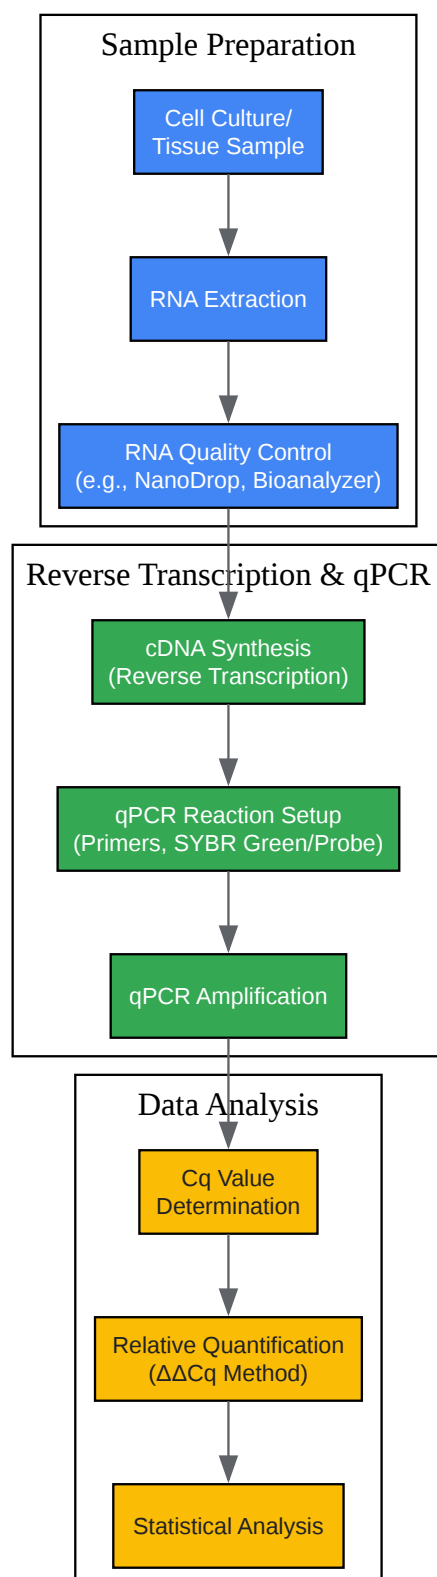 Sample Preparation
Cell Culture/
Tissue Sample
RNA Extraction
RNA Quality Control
(e.g., NanoDrop, Bioanalyzer)
Reverse Transcription & qPCR
cDNA Synthesis
(Reverse Transcription)
qPCR Reaction Setup
(Primers, SYBR Green/Probe)
qPCR Amplification
Data Analysis
Cq Value
Determination
Relative Quantification
(ΔΔCq Method)
Statistical Analysis